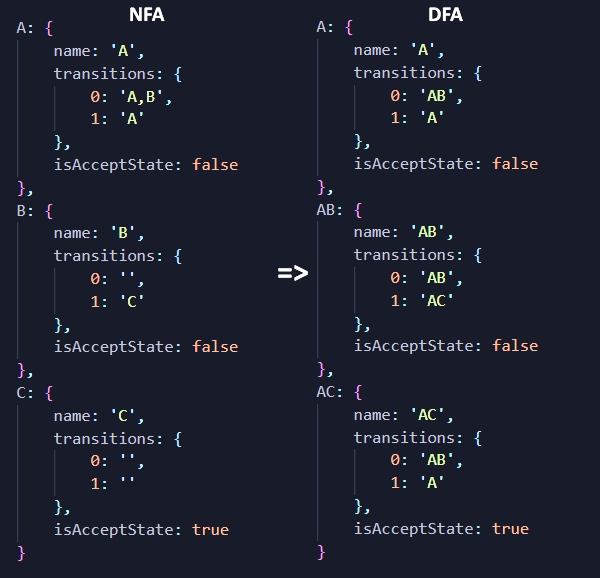 NFA
A: {
name: 'A',
transitions: {
0: 'A,B',
1: 'A'
},
isAcceptState: false
},
B: {
name: 'B',
transitions: {
0: '',
1: 'C'
},
isAcceptState: false
},
C: {
name: 'C',
transitions: {
0: '',
1: ''
},
isAcceptState: true
}
=>
DFA
A: {
name: 'A',
transitions: {
0: 'AB',
1: 'A'
},
isAcceptState: false
},
AB: {
name: 'AB',
transitions: {
0: 'AB',
1: 'AC'
},
isAcceptState: false
},
AC: {
name: 'AC',
transitions: {
0: 'AB',
1: 'A'
},
isAcceptState: true
}